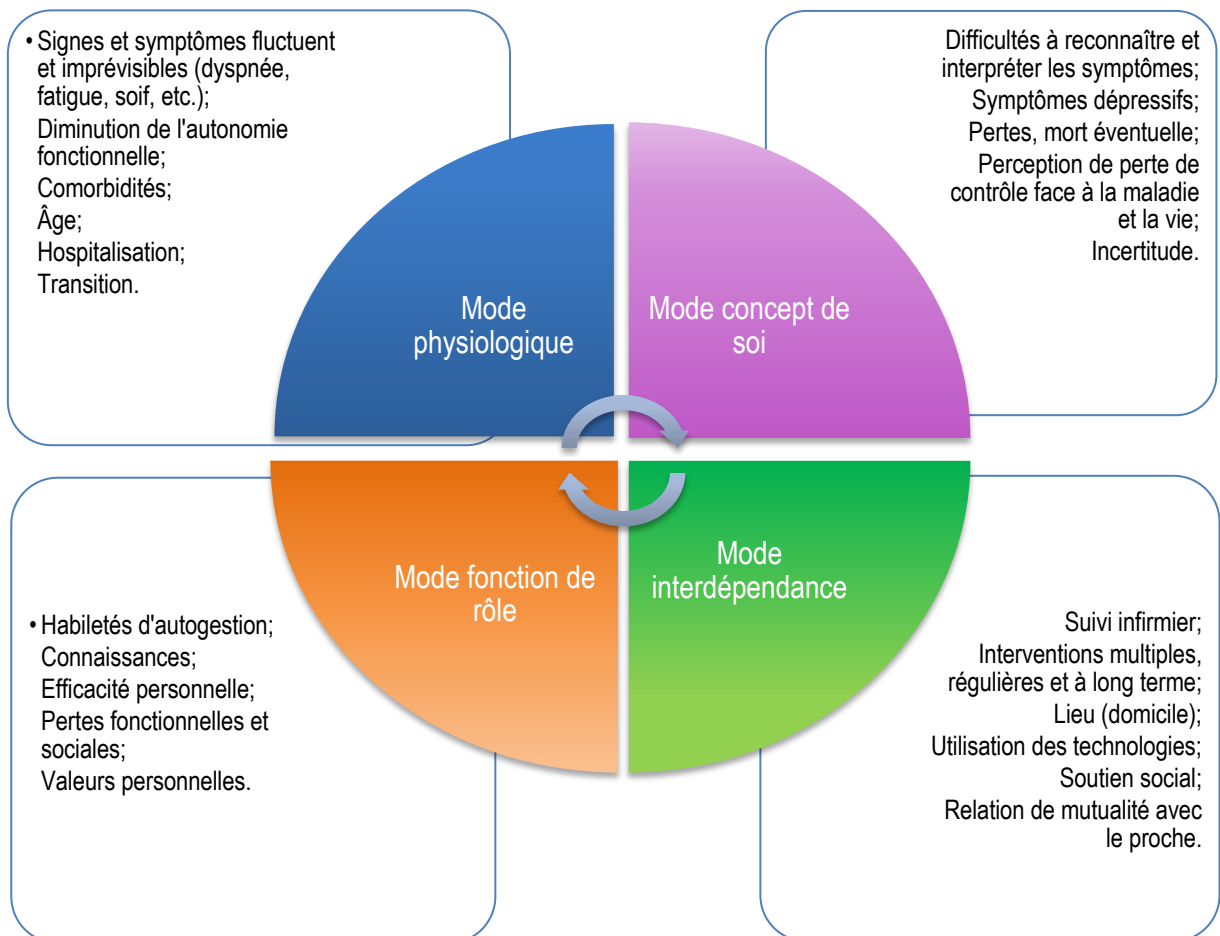 • Signes et symptômes fluctuent
et imprévisibles (dyspnée,
fatigue, soif, etc.);
Diminution de l'autonomie
fonctionnelle;
Comorbidités;
Âge;
Hospitalisation;
Transition.
Difficultés à reconnaître et
interpréter les symptômes;
Symptômes dépressifs;
Pertes, mort éventuelle;
Perception de perte de
contrôle face à la maladie
et la vie;
Incertitude.
Mode
physiologique
Mode concept de
soi
Mode fonction de
rôle
Mode
interdépendance
• Habiletés d'autogestion;
Connaissances;
Efficacité personnelle;
Pertes fonctionnelles et
sociales;
Valeurs personnelles.
Suivi infirmier;
Interventions multiples,
régulières et à long terme;
Lieu (domicile);
Utilisation des technologies;
Soutien social;
Relation de mutualité avec
le proche.